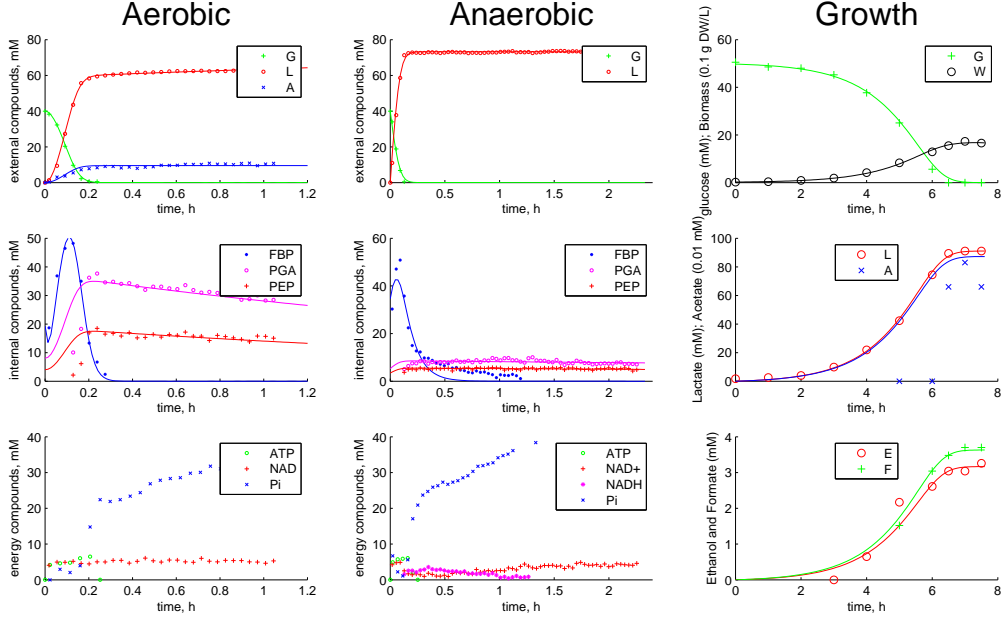 Aerobic
Anaerobic
Growth
external compounds, mM
80
60
40
20
0
0
0.2
0.4
0.6
0.8
1
1.2
time, h
G
L
A
external compounds, mM
80
60
40
20
0
0
0.5
1
1.5
2
time, h
G
L
glucose (mM); Biomass (0.1 g DW/L)
60
40
20
0
0
2
4
6
8
time, h
G
W
internal compounds, mM
50
40
30
20
10
0
0
0.2
0.4
0.6
0.8
1
1.2
time, h
FBP
PGA
PEP
internal compounds, mM
60
40
20
0
0
0.5
1
1.5
2
time, h
FBP
PGA
PEP
Lactate (mM); Acetate (0.01 mM)
100
80
60
40
20
0
0
2
4
6
8
time, h
L
A
energy compounds, mM
40
30
20
10
0
0
0.2
0.4
0.6
0.8
1
1.2
time, h
ATP
NAD
Pi
energy compounds, mM
40
30
20
10
0
0
0.5
1
1.5
2
time, h
ATP
NAD+
NADH
Pi
Ethanol and Formate (mM)
4
3
2
1
0
0
2
4
6
8
time, h
E
F